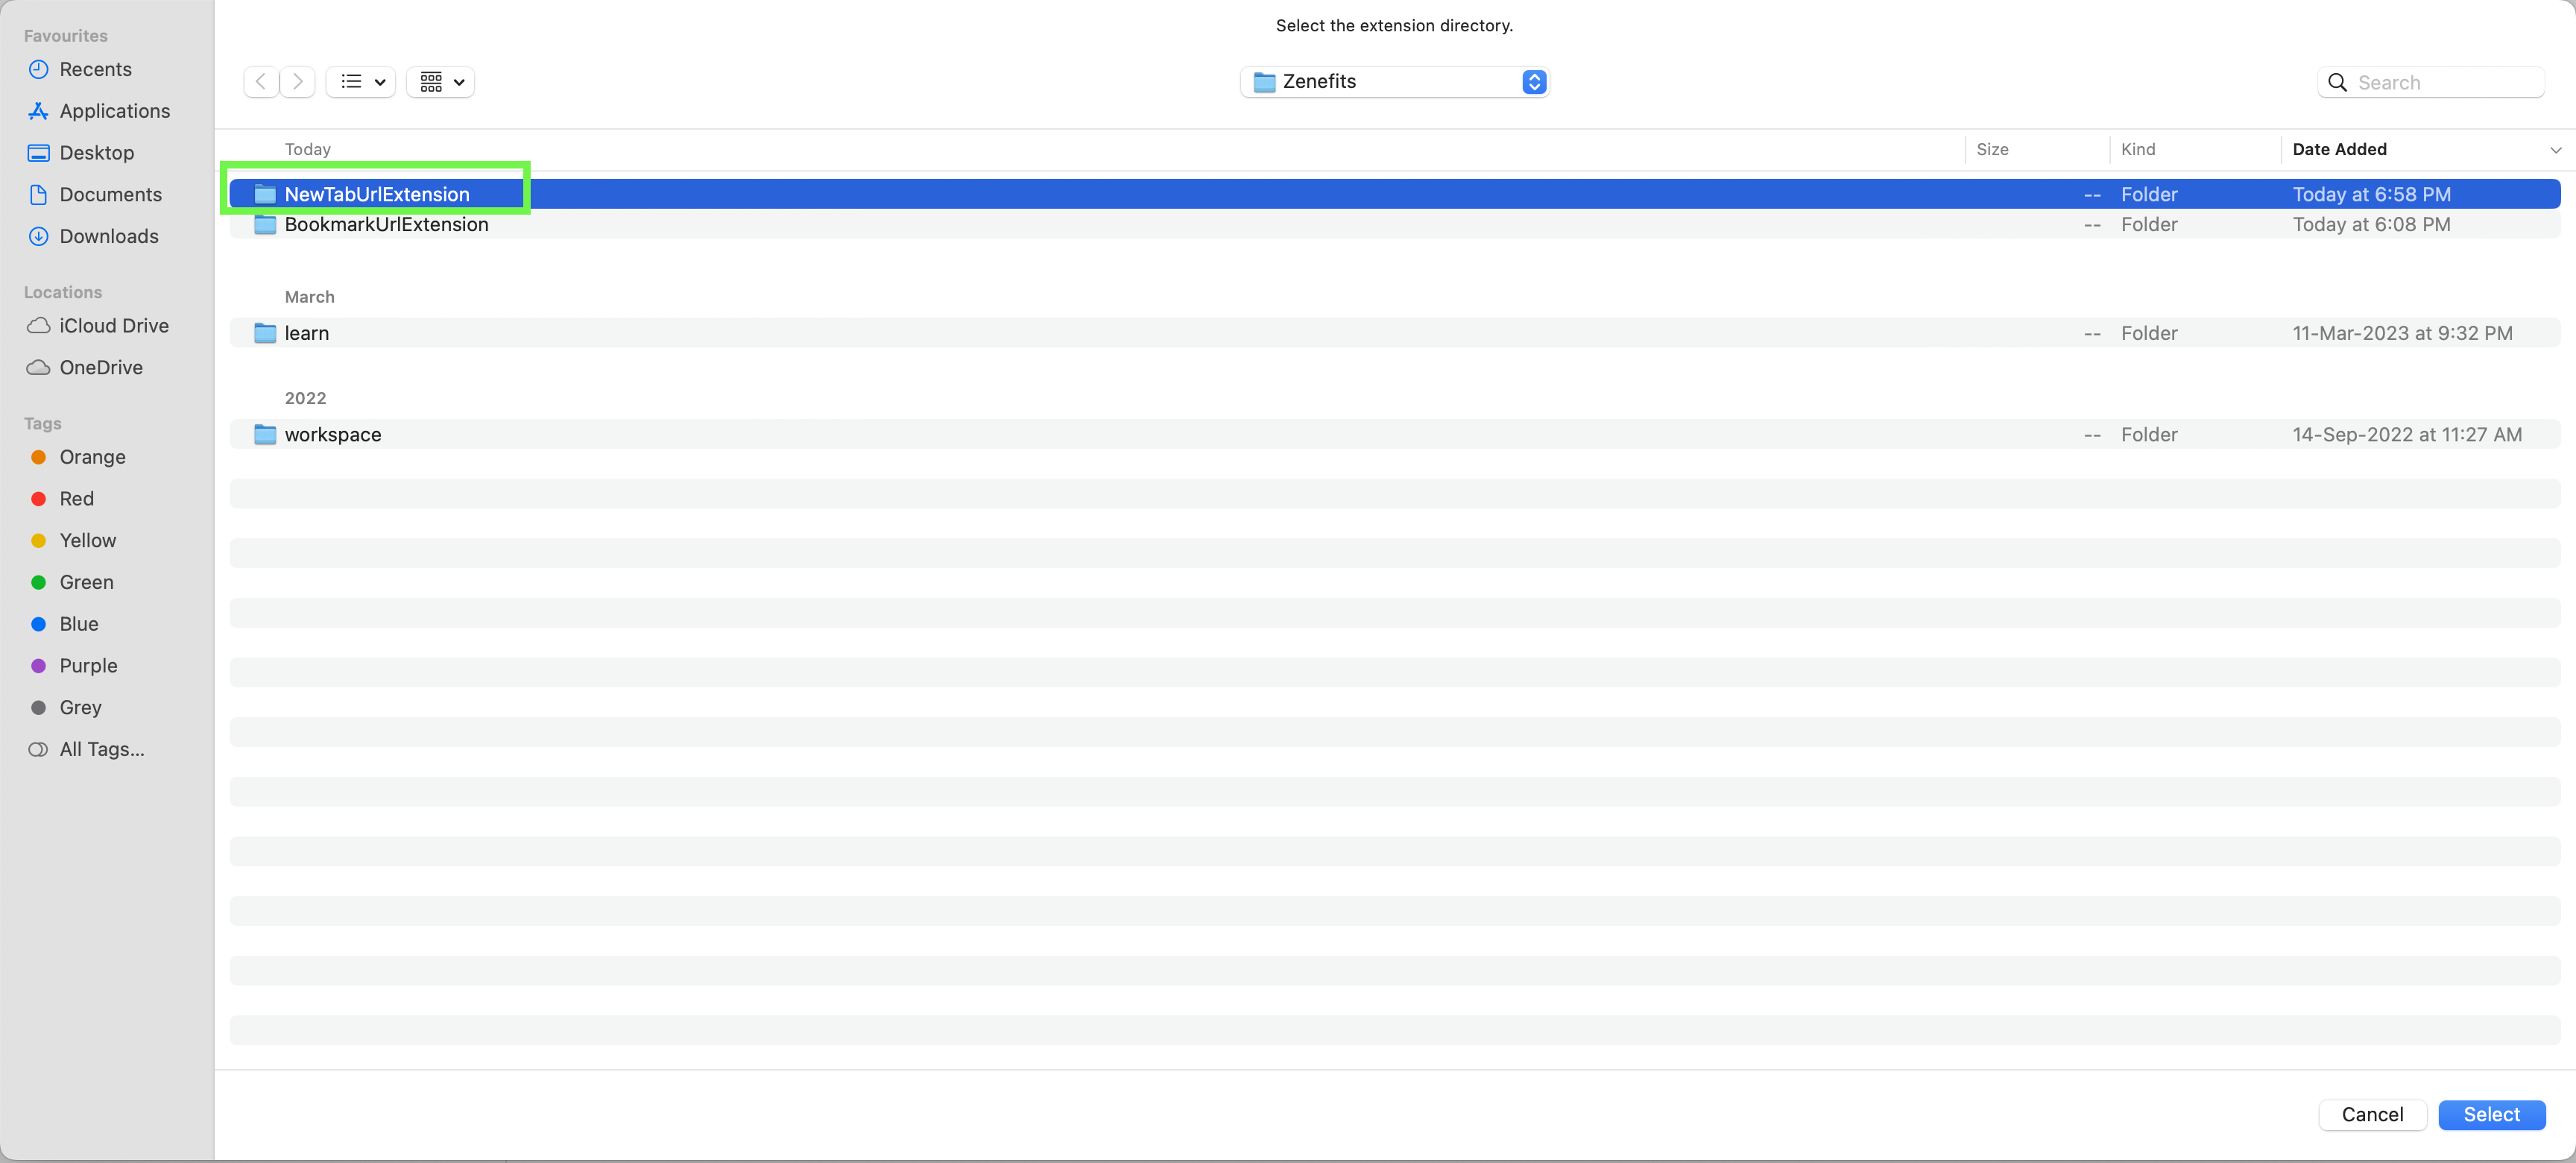 Select the extension directory.
Favourites
Recents
Applications
Desktop
Documents
Downloads
Locations
iCloud Drive
OneDrive
Tags
Orange
Red
Yellow
Green
Blue
Purple
Grey
All Tags...
Zenefits
Search
Today Size Kind Date Added
NewTabUrlExtension -- Folder Today at 6:58 PM
BookmarkUrlExtension -- Folder Today at 6:08 PM
March
learn -- Folder 11-Mar-2023 at 9:32 PM
2022
workspace -- Folder 14-Sep-2022 at 11:27 AM
Cancel Select